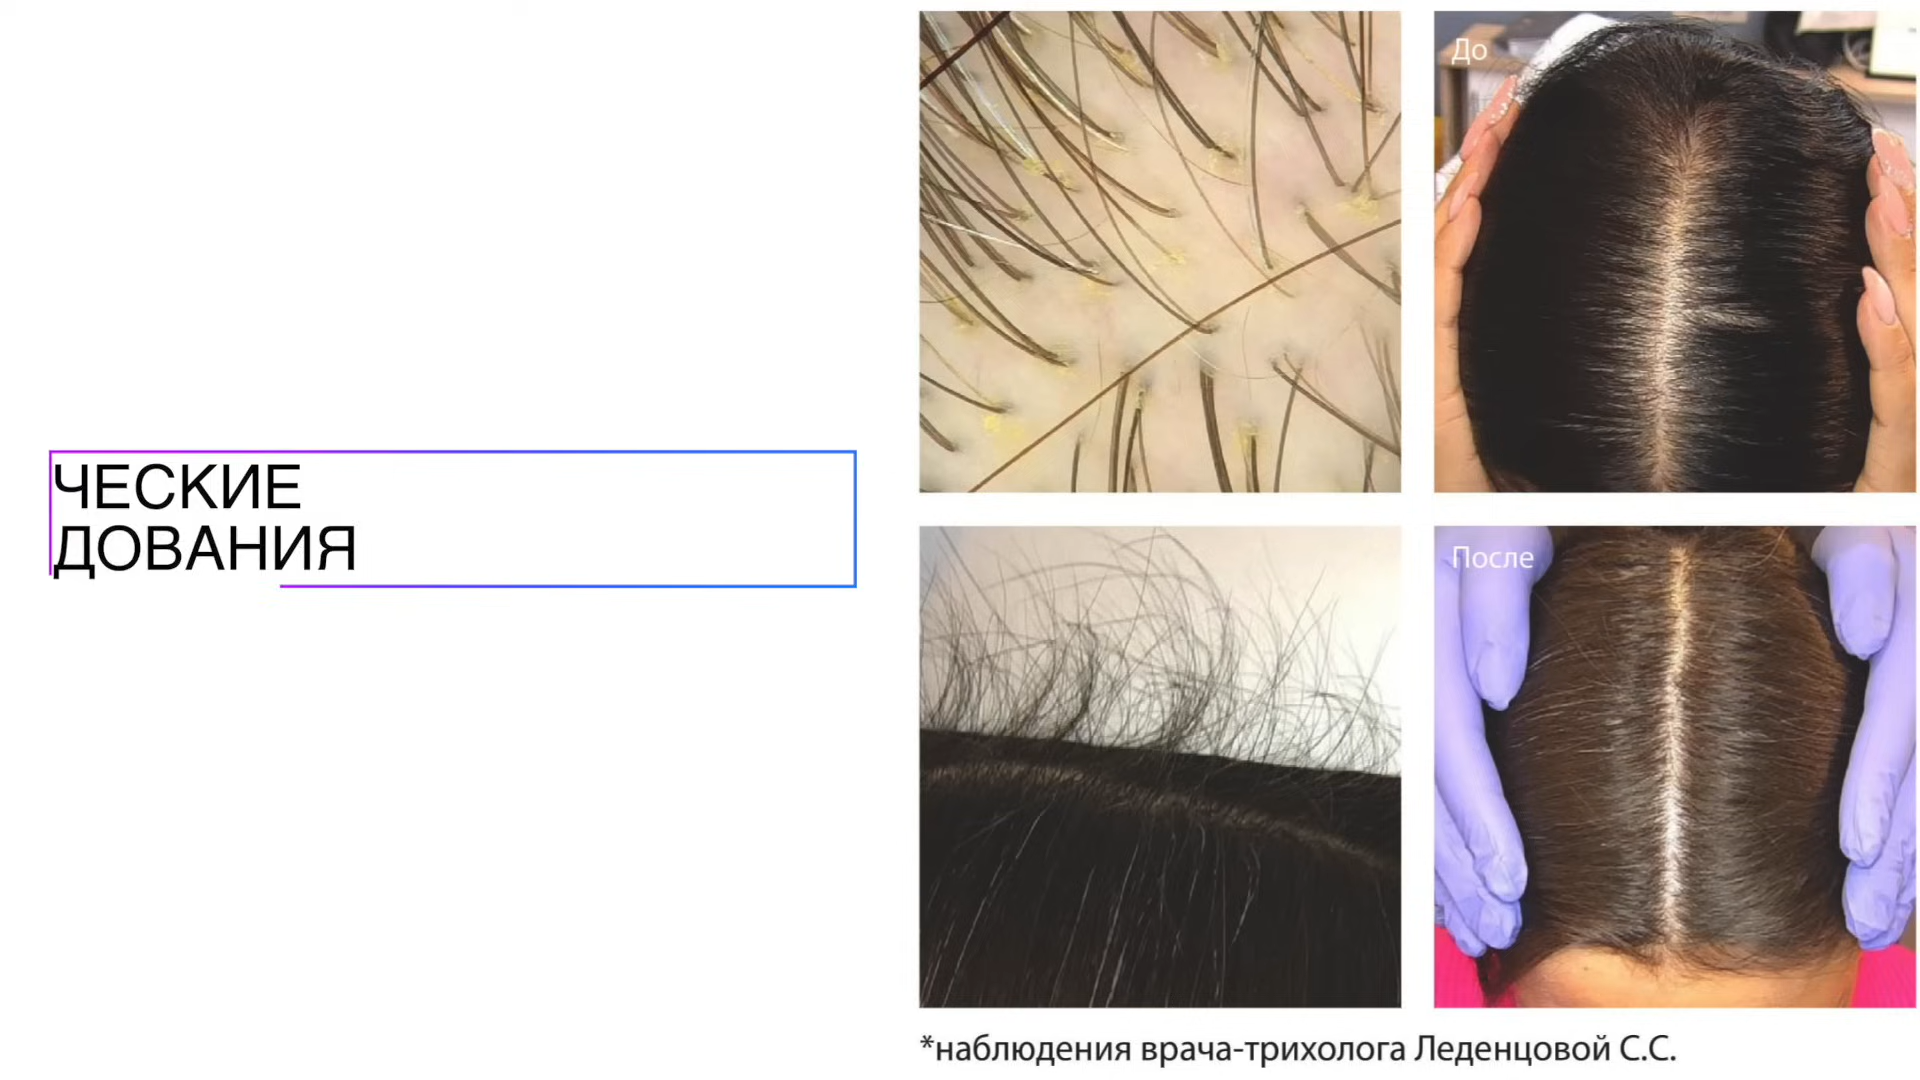 ЧЕСКИЕ
ДОВАНИЯ
До
После
*наблюдения врача-трихолога Леденцовой С.С.